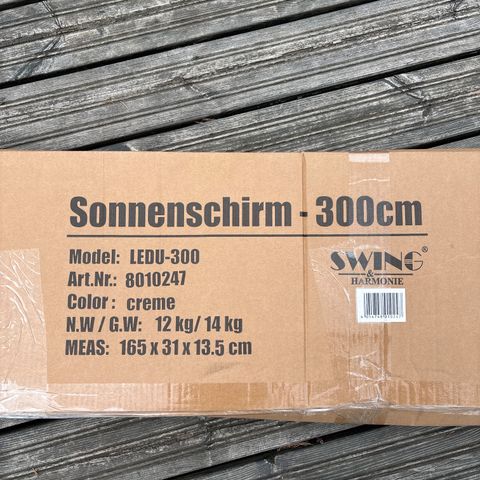 Sonnenschirm - 300cm
Model: LEDU-300
Art.Nr.: 8010247
Color: creme
N.W / G.W: 12 kg/ 14 kg
MEAS: 165 x 31 x 13.5 cm
SWING®
&
HARMONIE